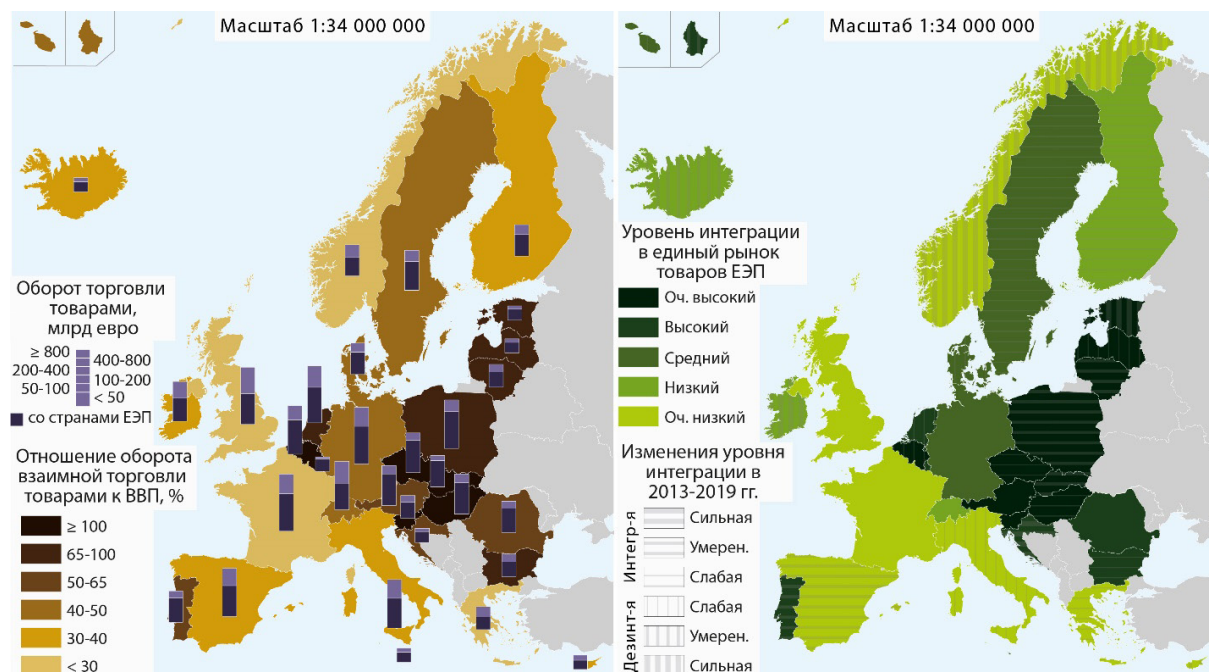 Масштаб 1:34 000 000
Оборот торговли
товарами,
млрд евро
≥ 800
400-800
200-400
100-200
50-100
< 50
со странами ЕЭП
Отношение оборота
взаимной торговли
товарами к ВВП, %
≥ 100
65-100
50-65
40-50
30-40
< 30
Масштаб 1:34 000 000
Уровень интеграции
в единый рынок
товаров ЕЭП
Оч. высокий
Высокий
Средний
Низкий
Оч. низкий
Изменения уровня
интеграции в
2013-2019 гг.
Интегр-я
Сильная
Умерен.
Слабая
Дезинт-я
Слабая
Умерен.
Сильная